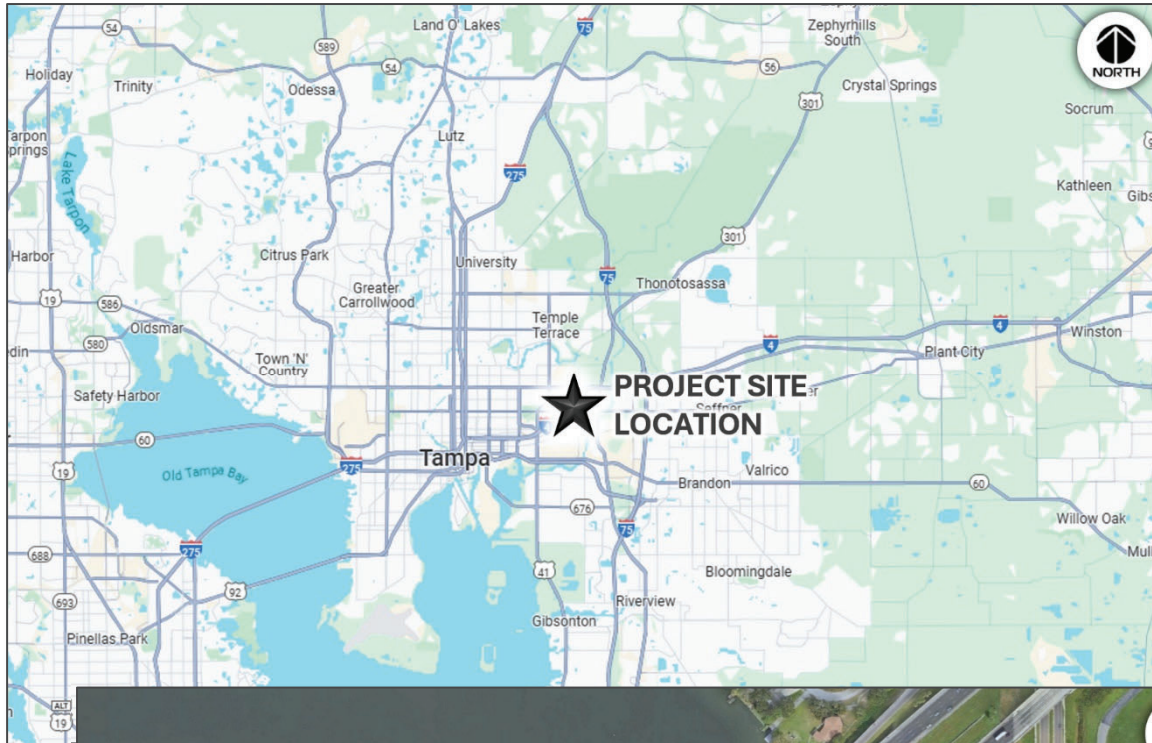 Land O' Lakes
75
Zephyrhills
South
54
589
Holiday
Trinity
Odessa
54
56
Crystal Springs
NORTH
301
Socrum
Lutz
Lake Tarpon
275
Kathleen
Citrus Park
University
301
Harbor
75
Thonotosassa
19
586
Greater
Carrollwood
Temple
Terrace
Oldsmar
580
4
4
Winston
Plant City
Town 'N'
Country
Safety Harbor
PROJECT SITE
LOCATION
60
Tampa
19
Old Tampa Bay
275
Valrico
Brandon
60
676
Willow Oak
75
688
275
41
Bloomingdale
92
693
Riverview
Gibsonton
Pinellas Park
ALT
19